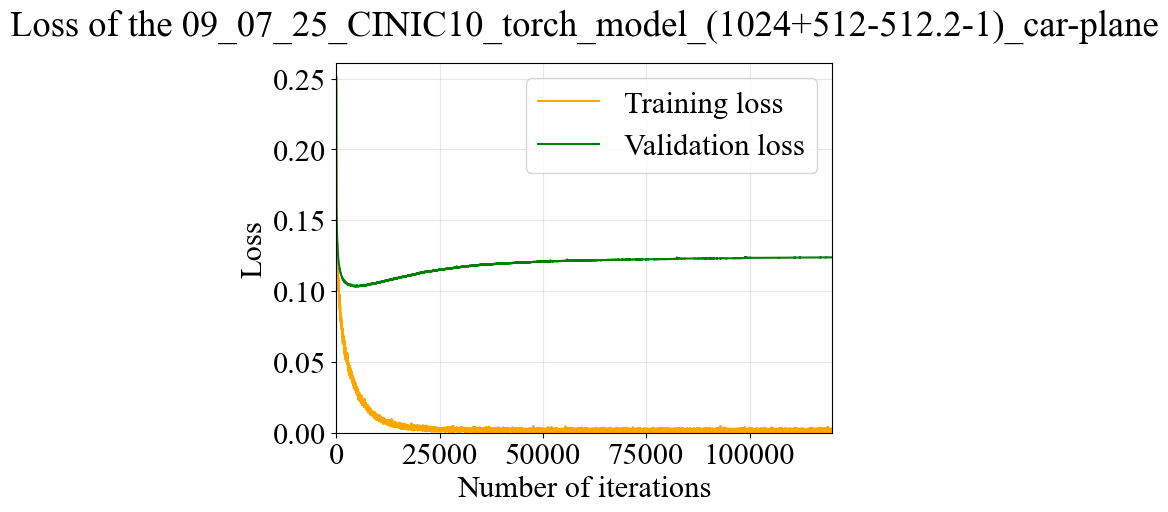 Loss of the 09_07_25_CINIC10_torch_model_(1024+512-512.2-1)_car-plane
Training loss
Validation loss
Loss
0.25
0.20
0.15
0.10
0.05
0.00
0 25000 50000 75000 100000
Number of iterations